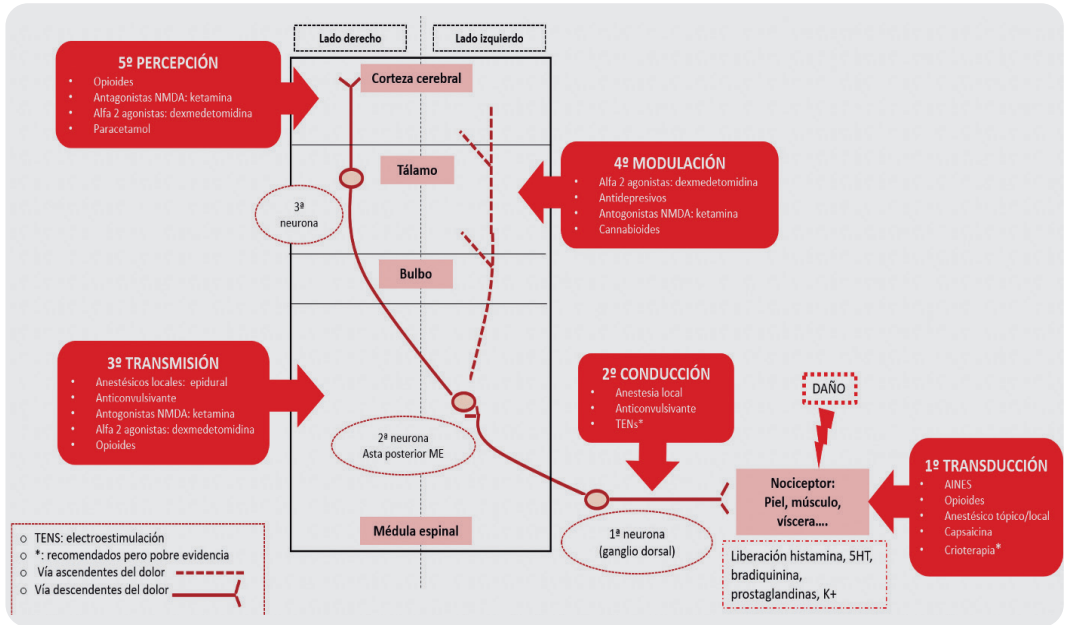 Lado derecho
Lado izquierdo
5º PERCEPCIÓN
• Opioides
• Antagonistas NMDA: ketamina
• Alfa 2 agonistas: dexmedetomidina
• Paracetamol
Corteza cerebral
Tálamo
3ª
neurona
4º MODULACIÓN
• Alfa 2 agonistas: dexmedetomidina
• Antidepresivos
• Antogonistas NMDA: ketamina
• Cannabioides
Bulbo
3º TRANSMISIÓN
• Anestésicos locales: epidural
• Anticonvulsivante
• Antogonistas NMDA: ketamina
• Alfa 2 agonistas: dexmedetomidina
• Opioides
2ª neurona
Asta posterior ME
2º CONDUCCIÓN
• Anestesia local
• Anticonvulsivante
• TENs*
DAÑO
Nociceptor:
Piel, músculo,
víscera....
1º TRANSDUCCIÓN
• AINES
• Opioides
• Anestésico tópico/local
• Capsaicina
• Crioterapia*
Médula espinal
1ª neurona
(ganglio dorsal)
Liberación histamina, 5HT,
bradiquinina,
prostaglandinas, K+
○ TENS: electroestimulación
○ *: recomendados pero pobre evidencia
○ Vía ascendentes del dolor
○ Vía descendentes del dolor